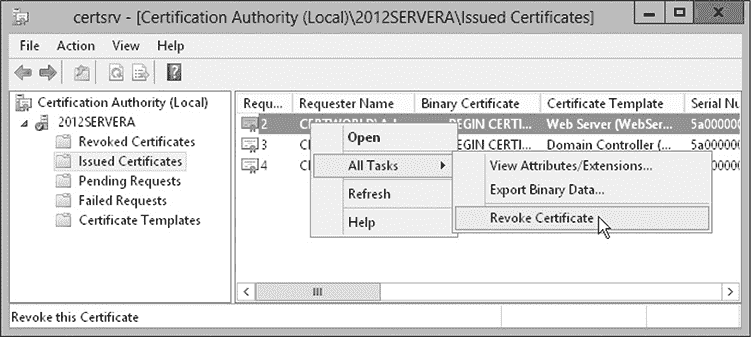 certsrv - [Certification Authority (Local)\2012SERVERA\Issued Certificates]
File Action View Help
Certification Authority (Local)
2012SERVERA
Revoked Certificates
Issued Certificates
Pending Requests
Failed Requests
Certificate Templates
Requ... Requester Name Binary Certificate Certificate Template Serial Nu
2 BEGIN CERTI... Web Server (WebSer... 5a000000
3 BEGIN CERTI... Domain Controller (... 5a000000
4 5a000000
Open
All Tasks
Refresh
Help
View Attributes/Extensions...
Export Binary Data...
Revoke Certificate
Revoke this Certificate